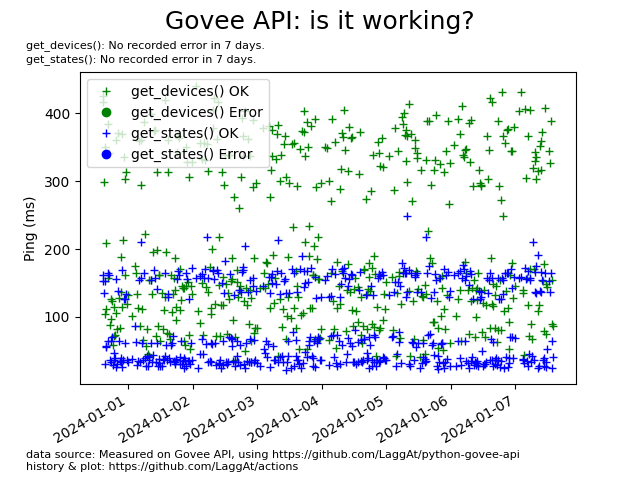 Govee API: is it working?
get_devices(): No recorded error in 7 days.
get_states(): No recorded error in 7 days.
get_devices() OK
get_devices() Error
get_states() OK
get_states() Error
400
300
200
100
Ping (ms)
2024-01-01
2024-01-02
2024-01-03
2024-01-04
2024-01-05
2024-01-06
2024-01-07
data source: Measured on Govee API, using https://github.com/LaggAt/python-govee-api
history & plot: https://github.com/LaggAt/actions